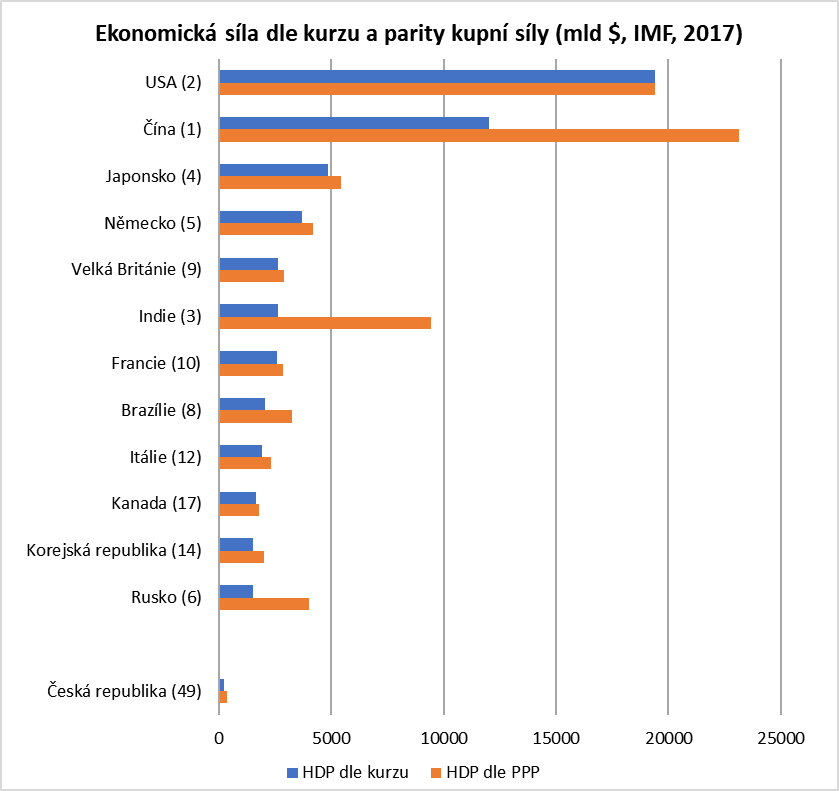 Ekonomická síla dle kurzu a parity kupní síly (mld $, IMF, 2017)
USA (2)
Čína (1)
Japonsko (4)
Německo (5)
Velká Británie (9)
Indie (3)
Francie (10)
Brazílie (8)
Itálie (12)
Kanada (17)
Korejská republika (14)
Rusko (6)
Česká republika (49)
0 5000 10000 15000 20000 25000
HDP dle kurzu HDP dle PPP